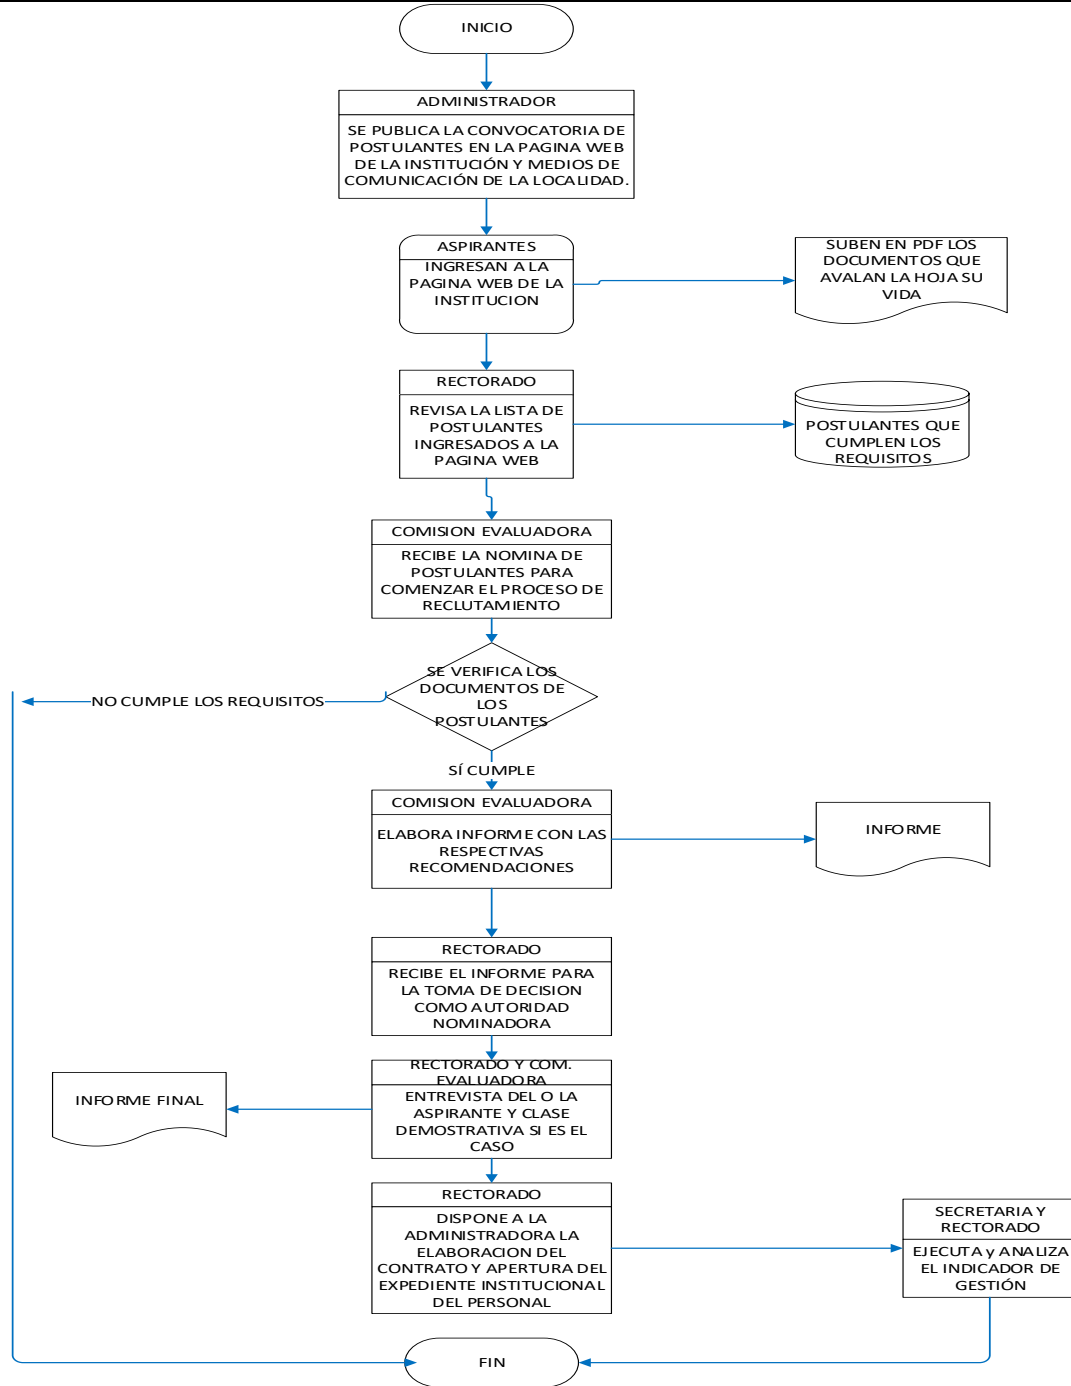 INICIO
ADMINISTRADOR
SE PUBLICA LA CONVOCATORIA DE
POSTULANTES EN LA PAGINA WEB
DE LA INSTITUCIÓN Y MEDIOS DE
COMUNICACIÓN DE LA LOCALIDAD.
ASPIRANTES
INGRESAN A LA
PAGINA WEB DE LA
INSTITUCION
SUBEN EN PDF LOS
DOCUMENTOS QUE
AVALAN LA HOJA SU
VIDA
RECTORADO
REVISA LA LISTA DE
POSTULANTES
INGRESADOS A LA
PAGINA WEB
POSTULANTES QUE
CUMPLEN LOS
REQUISITOS
COMISION EVALUADORA
RECIBE LA NOMINA DE
POSTULANTES PARA
COMENZAR EL PROCESO DE
RECLUTAMIENTO
SE VERIFICA LOS
DOCUMENTOS DE
LOS
POSTULANTES
NO CUMPLE LOS REQUISITOS
SÍ CUMPLE
COMISION EVALUADORA
ELABORA INFORME CON LAS
RESPECTIVAS
RECOMENDACIONES
INFORME
RECTORADO
RECIBE EL INFORME PARA
LA TOMA DE DECISION
COMO AUTORIDAD
NOMINADORA
RECTORADO Y COM.
EVALUADORA
ENTREVISTA DEL O LA
ASPIRANTE Y CLASE
DEMOSTRATIVA SI ES EL
CASO
INFORME FINAL
RECTORADO
DISPONE A LA
ADMINISTRADORA LA
ELABORACION DEL
CONTRATO Y APERTURA DEL
EXPEDIENTE INSTITUCIONAL
DEL PERSONAL
SECRETARIA Y
RECTORADO
EJECUTA y ANALIZA
EL INDICADOR DE
GESTIÓN
FIN